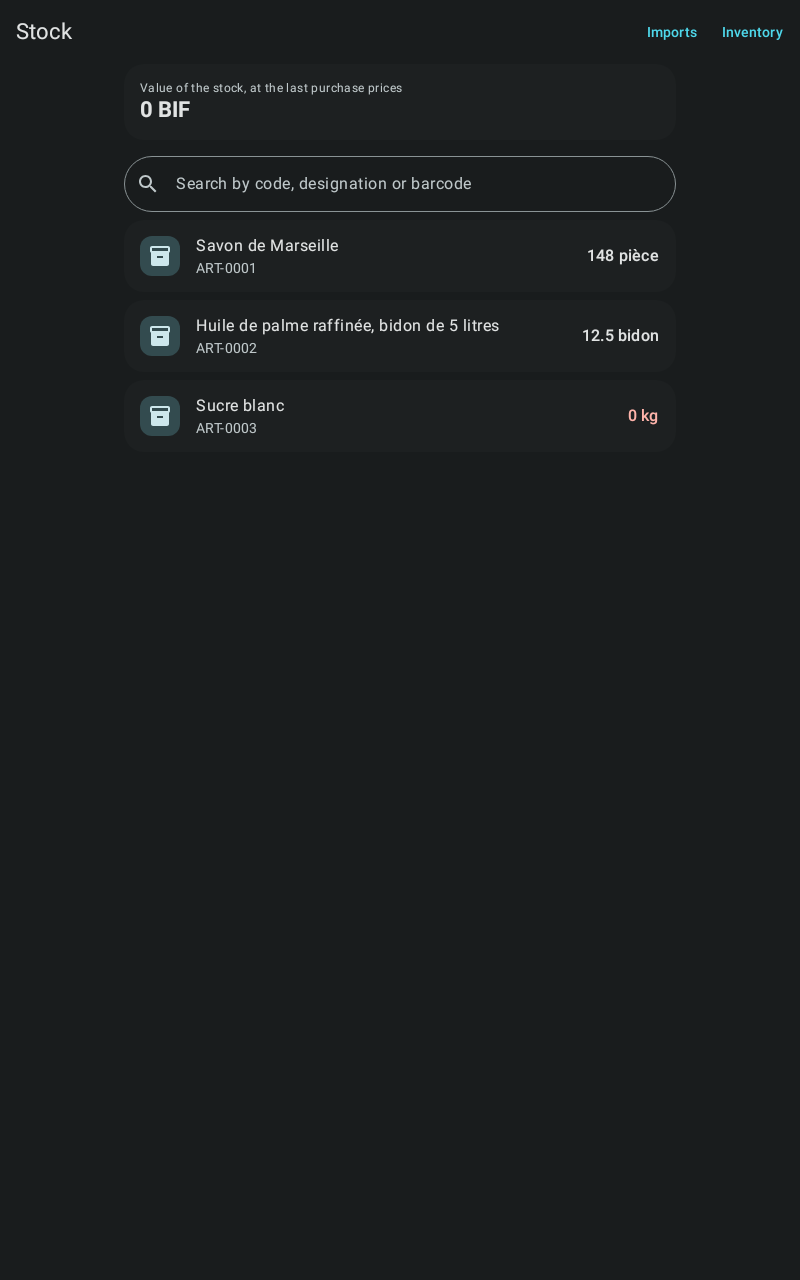 Stock
Imports
Inventory
Value of the stock, at the last purchase prices
0 BIF
Search by code, designation or barcode
Savon de Marseille
ART-0001
148 pièce
Huile de palme raffinée, bidon de 5 litres
ART-0002
12.5 bidon
Sucre blanc
ART-0003
0 kg